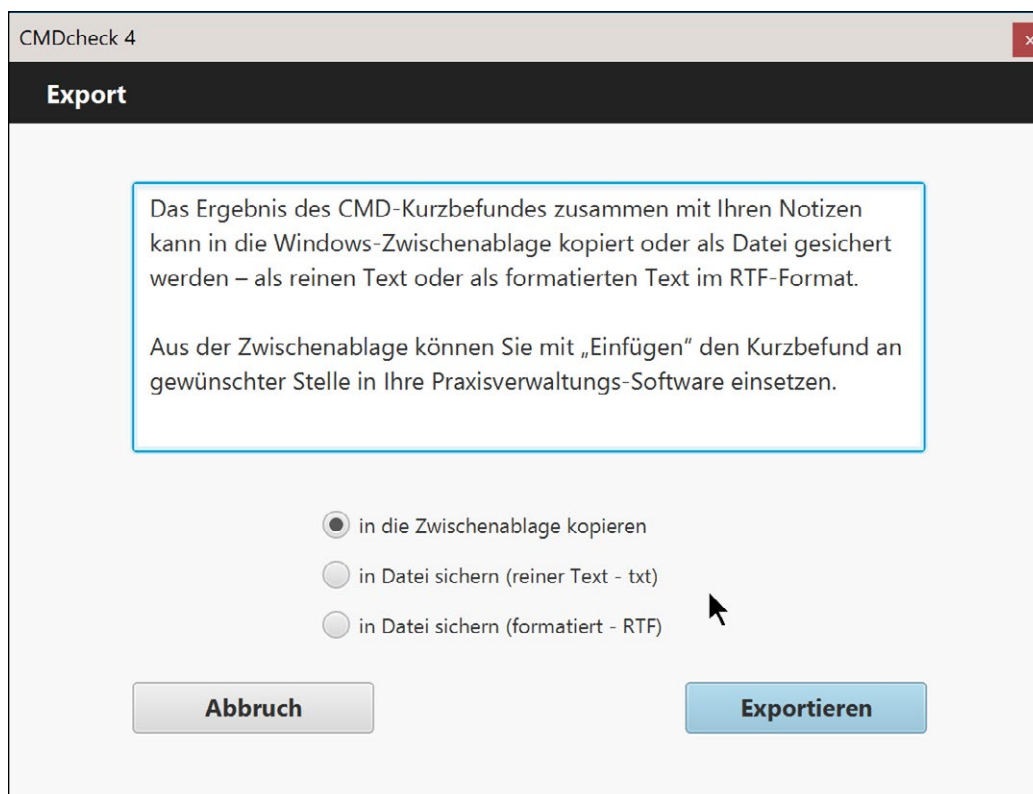 CMDcheck 4
x
Export
Das Ergebnis des CMD-Kurzbefundes zusammen mit Ihren Notizen
kann in die Windows-Zwischenablage kopiert oder als Datei gesichert
werden – als reinen Text oder als formatierten Text im RTF-Format.
Aus der Zwischenablage können Sie mit „Einfügen“ den Kurzbefund an
gewünschter Stelle in Ihre Praxisverwaltungs-Software einsetzen.
in die Zwischenablage kopieren
in Datei sichern (reiner Text - txt)
in Datei sichern (formatiert - RTF)
Abbruch
Exportieren